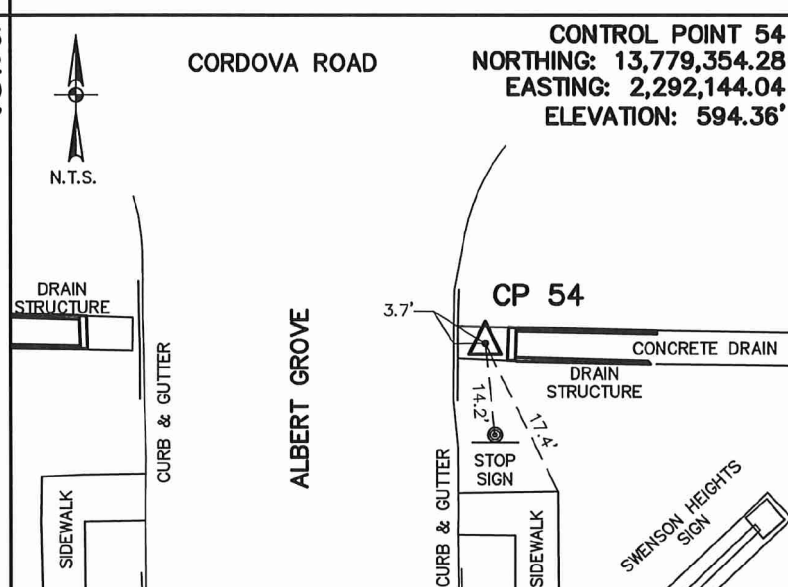 CORDOVA ROAD
CONTROL POINT 54
NORTHING: 13,779,354.28
EASTING: 2,292,144.04
ELEVATION: 594.36'
N.T.S.
DRAIN
STRUCTURE
3.7'
CP 54
CURB & GUTTER
ALBERT GROVE
CONCRETE DRAIN
DRAIN
STRUCTURE
14.2'
17.4'
STOP
SIGN
SIDEWALK
CURB & GUTTER
SIDEWALK
SWENSON HEIGHTS
SIGN